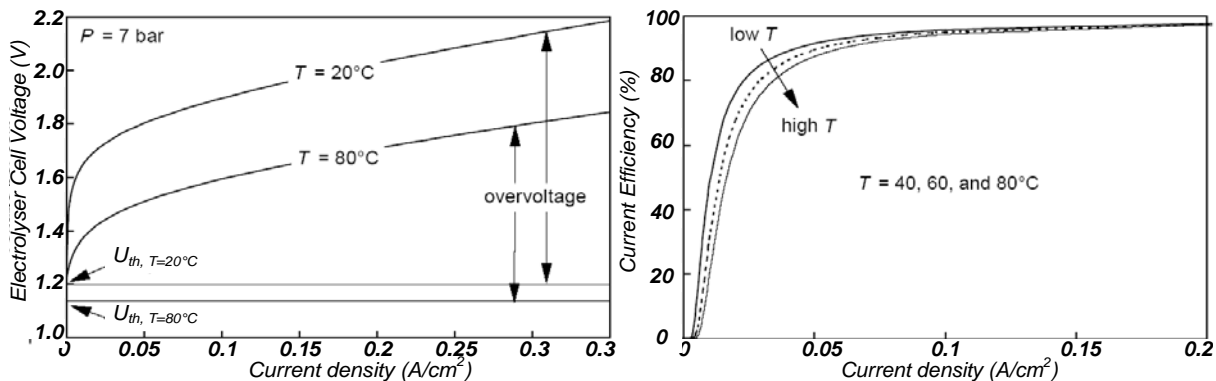 Electrolyser Cell Voltage (V)
2.2
2.0
1.8
1.6
1.4
1.2
1.0
P = 7 bar
T = 20°C
T = 80°C
overvoltage
Uth, T=20°C
Uth, T=80°C
0
0.05
0.1
0.15
0.2
0.25
0.3
0.3
Current density (A/cm²)
Current Efficiency (%)
100
80
60
40
20
0
low T
high T
T = 40, 60, and 80°C
0
0.05
0.1
0.15
0.2
Current density (A/cm²)